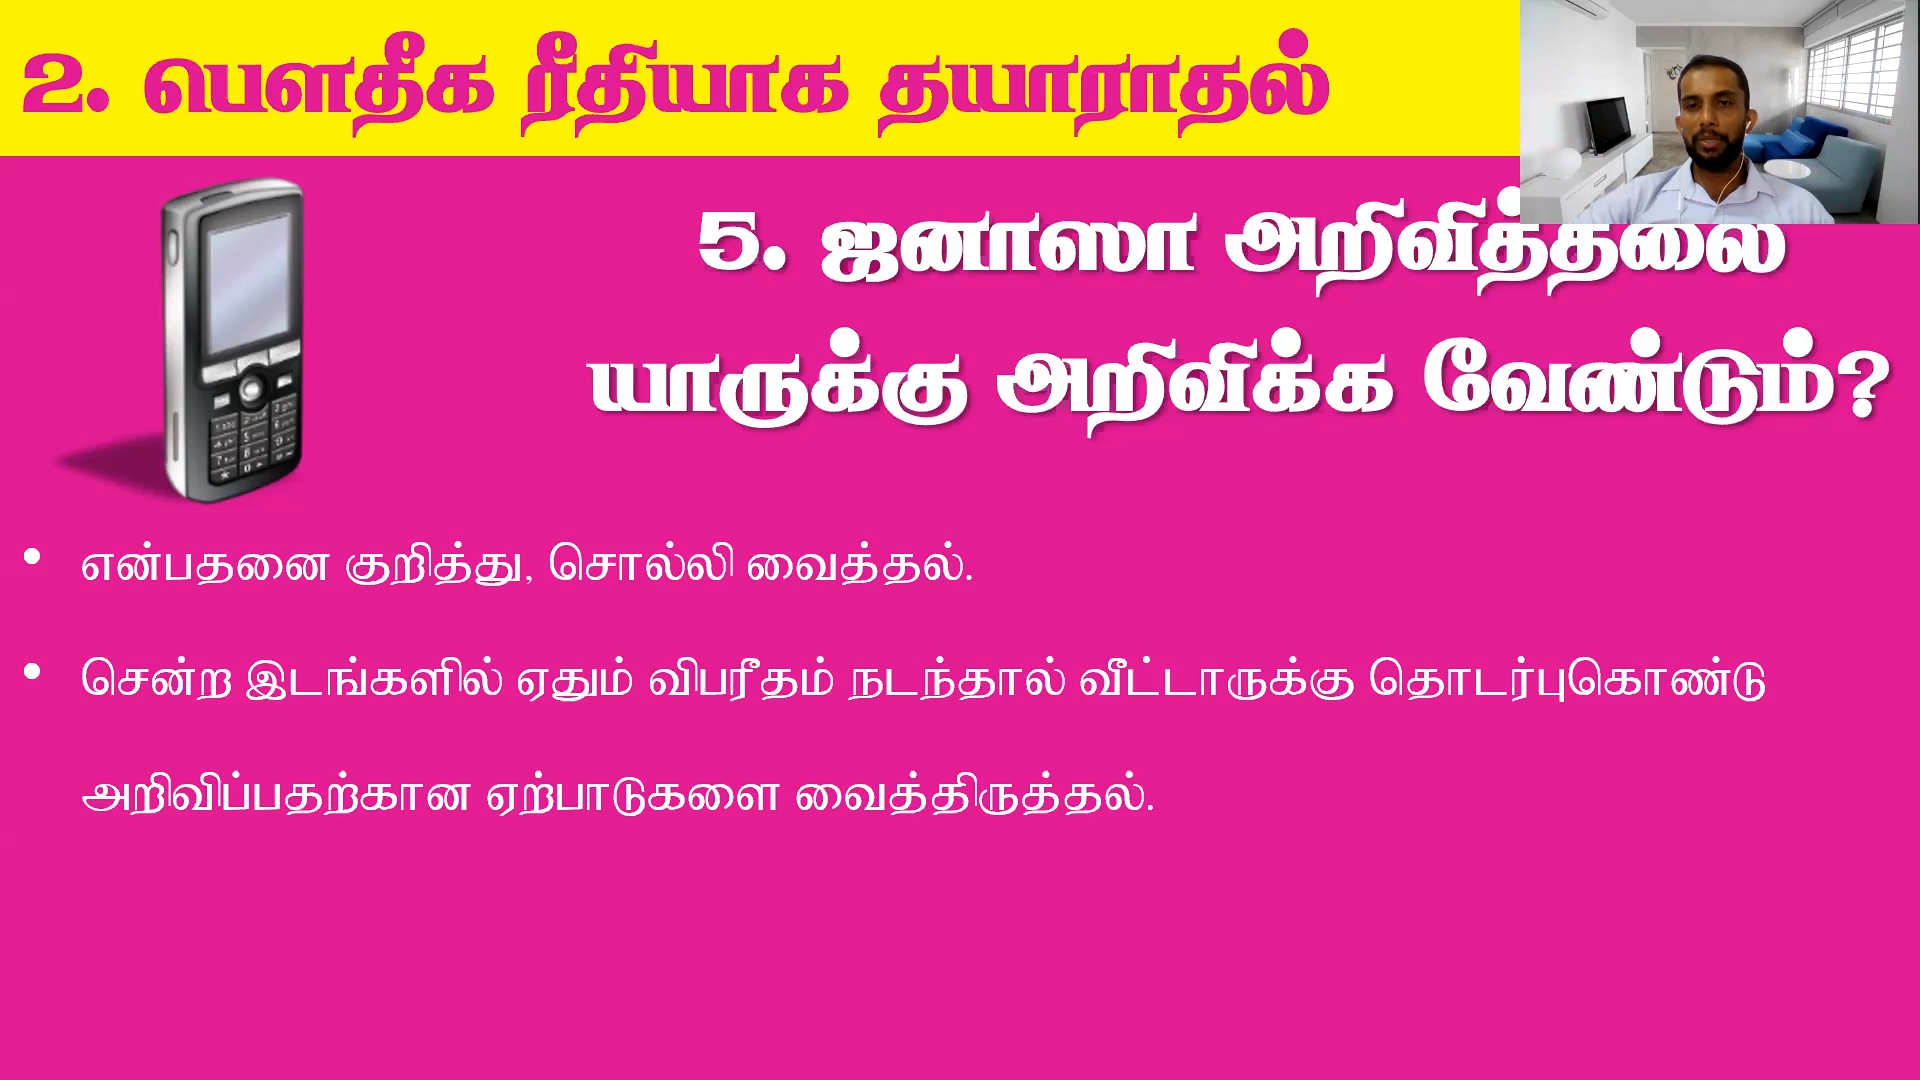 2. பௌதீக ரீதியாக தயாராதல்
5. ஜனாஸா அறிவித்தலை
யாருக்கு அறிவிக்க வேண்டும்?
• என்பதனை குறித்து, சொல்லி வைத்தல்.
• சென்ற இடங்களில் ஏதும் விபரீதம் நடந்தால் வீட்டாருக்கு தொடர்புகொண்டு
அறிவிப்பதற்கான ஏற்பாடுகளை வைத்திருத்தல்.